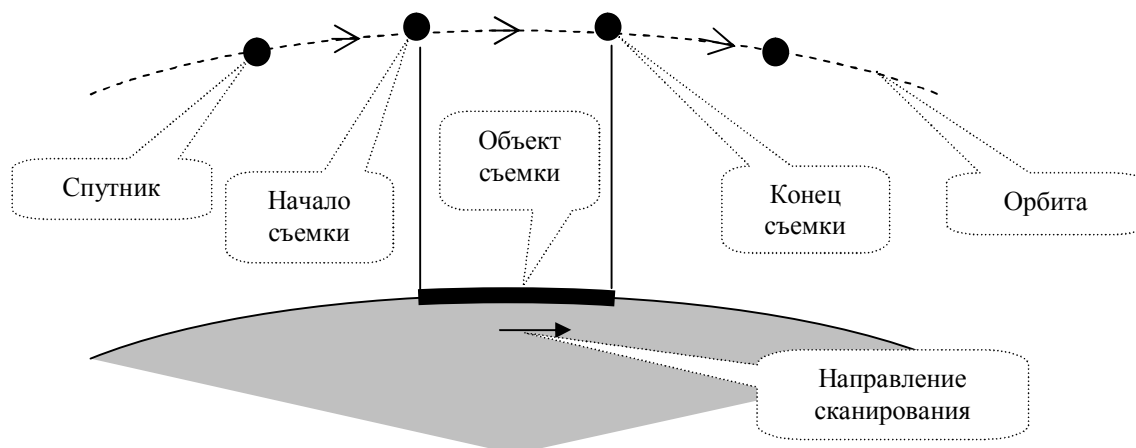 Спутник
Начало
съемки
Объект
съемки
Конец
съемки
Орбита
Направление
сканирования